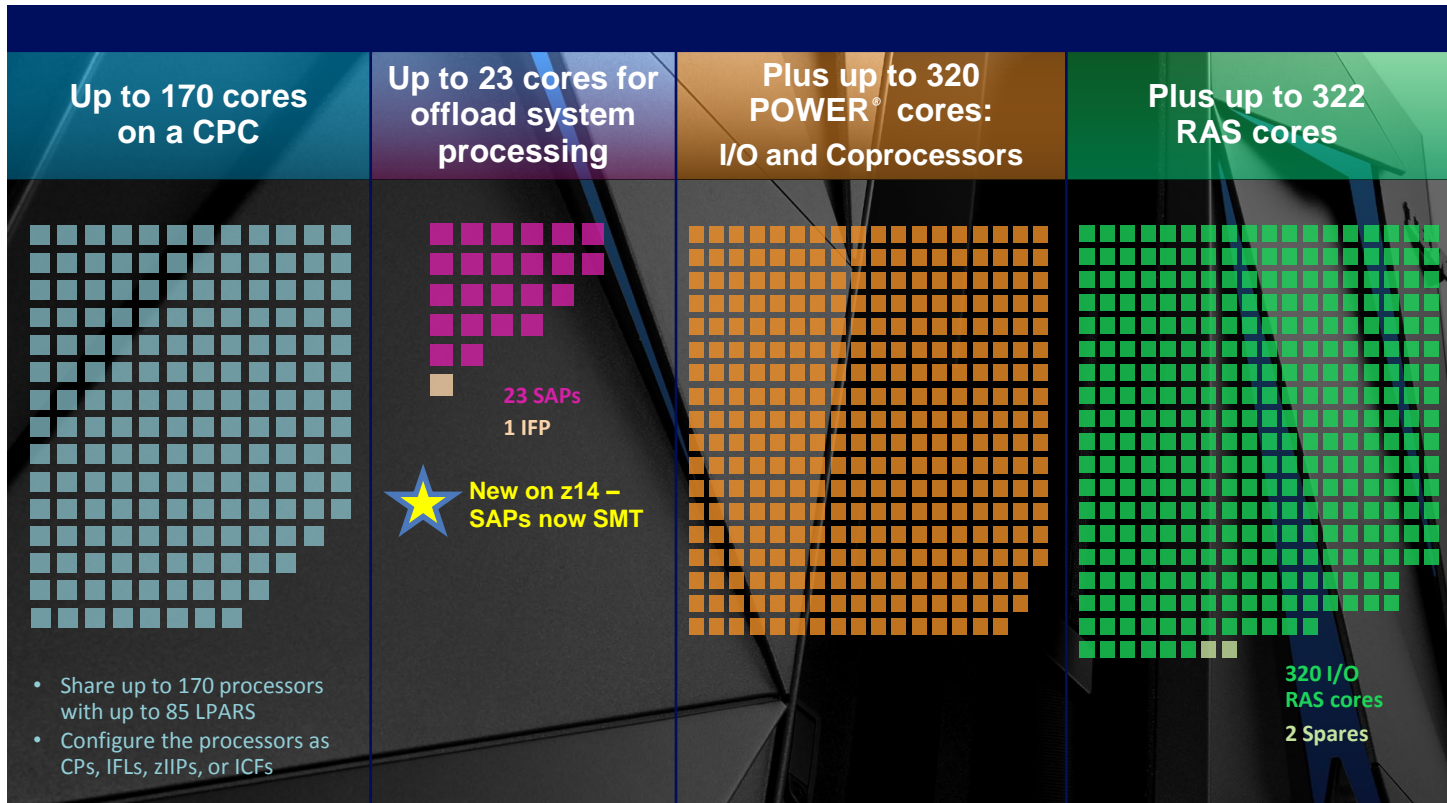 Up to 170 cores
on a CPC
Up to 23 cores for
offload system
processing
Plus up to 320
POWER® cores:
I/O and Coprocessors
Plus up to 322
RAS cores
23 SAPs
1 IFP
New on z14 –
SAPs now SMT
• Share up to 170 processors
with up to 85 LPARS
• Configure the processors as
CPs, IFLs, zIIPs, or ICFs
320 I/O
RAS cores
2 Spares